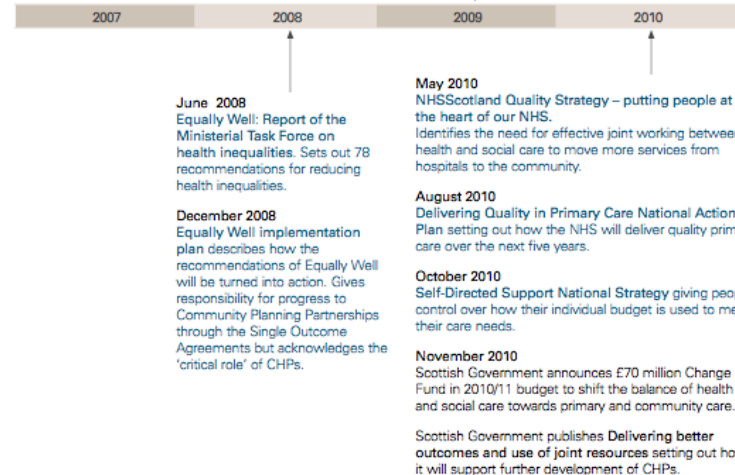 2007 2008 2009 2010
June 2008
Equally Well: Report of the
Ministerial Task Force on
health inequalities. Sets out 78
recommendations for reducing
health inequalities.
December 2008
Equally Well implementation
plan describes how the
recommendations of Equally Well
will be turned into action. Gives
responsibility for progress to
Community Planning Partnerships
through the Single Outcome
Agreements but acknowledges the
'critical role' of CHPs.
May 2010
NHSScotland Quality Strategy – putting people at
the heart of our NHS.
Identifies the need for effective joint working
health and social care to move more services from
hospitals to the community.
August 2010
Delivering Quality in Primary Care National Action
Plan setting out how the NHS will deliver quality
care over the next five years.
October 2010
Self-Directed Support National Strategy giving
control over how their individual budget is used to
their care needs.
November 2010
Scottish Government announces £70 million Change
Fund in 2010/11 budget to shift the balance of health
and social care towards primary and community care.
Scottish Government publishes Delivering better
outcomes and use of joint resources setting out
it will support further development of CHPs.